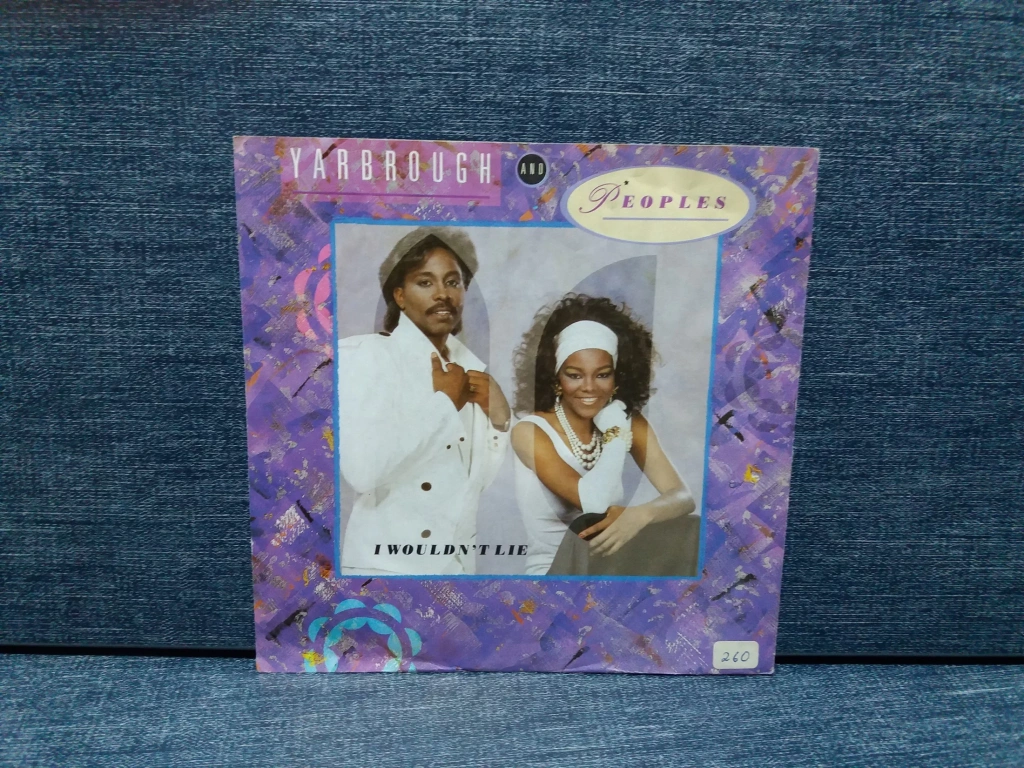 YARBROUGH AND PEOPLES
I WOULDN'T LIE
260